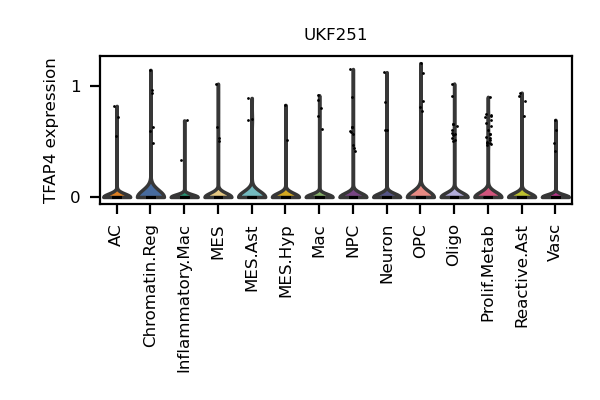 UKF251
TFAP4 expression
1
0
AC
Chromatin.Reg
Inflammatory.Mac
MES
MES.Ast
MES.Hyp
Mac
NPC
Neuron
OPC
Oligo
Prolif.Metab
Reactive.Ast
Vasc